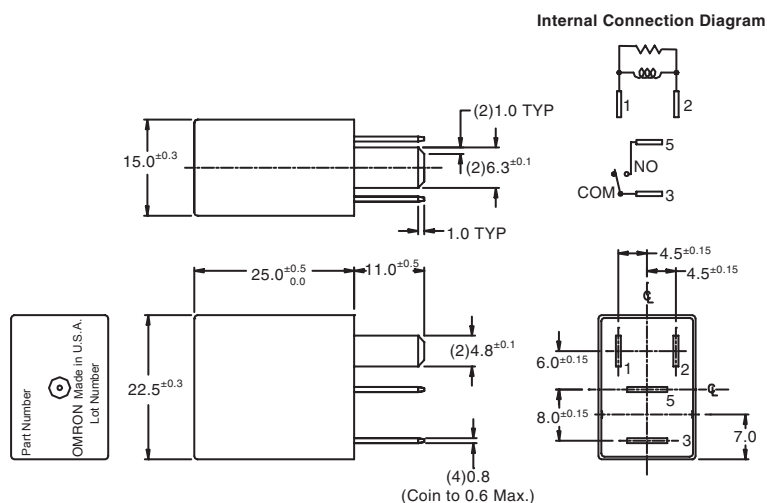 Internal Connection Diagram
1
2
5
NO
COM
3
(2)1.0 TYP
15.0±0.3
(2)6.3±0.1
1.0 TYP
25.0±0.5
0.0
11.0±0.5
4.5±0.15
4.5±0.15
Part Number
OMRON Made in U.S.A.
Lot Number
22.5±0.3
(2)4.8±0.1
(4)0.8
(Coin to 0.6 Max.)
℄
6.0±0.15
1
2
℄
5
8.0±0.15
3
7.0